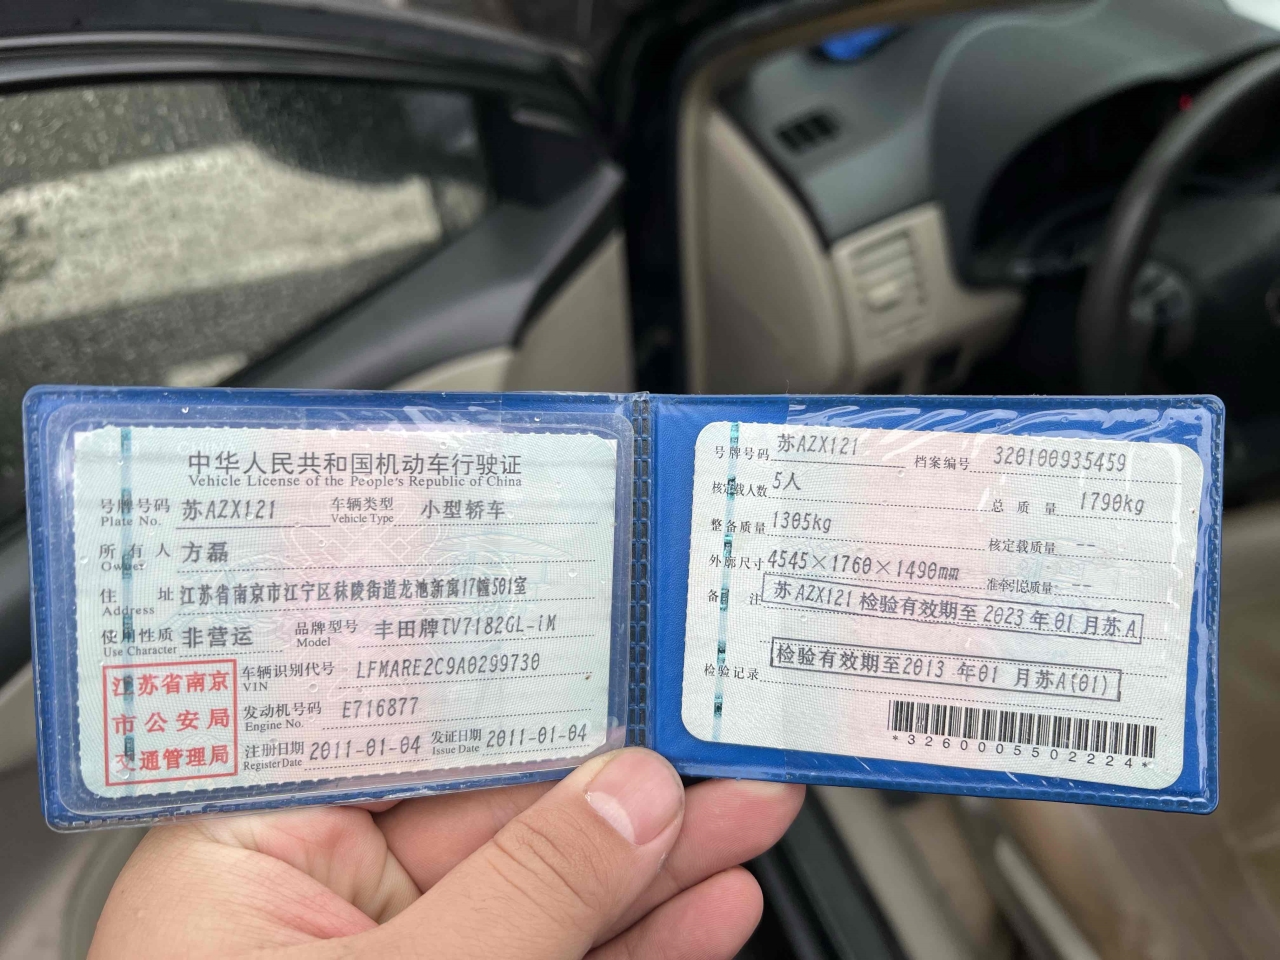 中华人民共和国机动车行驶证
Vehicle License of the People's Republic of China
号牌号码 苏AZX121 车辆类型 小型轿车
Plate No. Vehicle Type
所有人 方磊
Owner
住址 江苏省南京市江宁区秣陵街道龙池新寓17幢501室
Address
使用性质 非营运 品牌型号 丰田牌TV7182GL-iM
Use Character Model
江苏省南京
市公安局
交通管理局
车辆识别代号 LFMARE2C9A0299730
VIN
发动机号码 E716877
Engine No.
注册日期 2011-01-04 发证日期 2011-01-04
Register Date Issue Date
号牌号码 苏AZX121 档案编号 320100935459
核定载人数 5人 总质量 1790kg
整备质量 1305kg 核定载质量 --
外廓尺寸 4545×1760×1490mm 准牵引总质量 --
备注 苏AZX121检验有效期至2023年01月苏A
检验记录 检验有效期至2013年01月苏A(01)
*3260005502224*